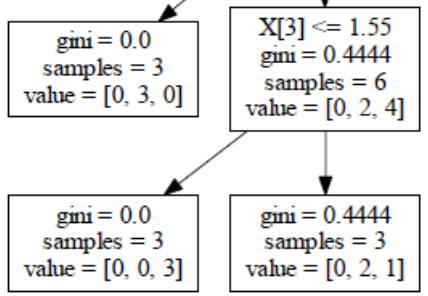 gini = 0.0
samples = 3
value = [0, 3, 0]
X[3] <= 1.55
gini = 0.4444
samples = 6
value = [0, 2, 4]
gini = 0.0
samples = 3
value = [0, 0, 3]
gini = 0.4444
samples = 3
value = [0, 2, 1]